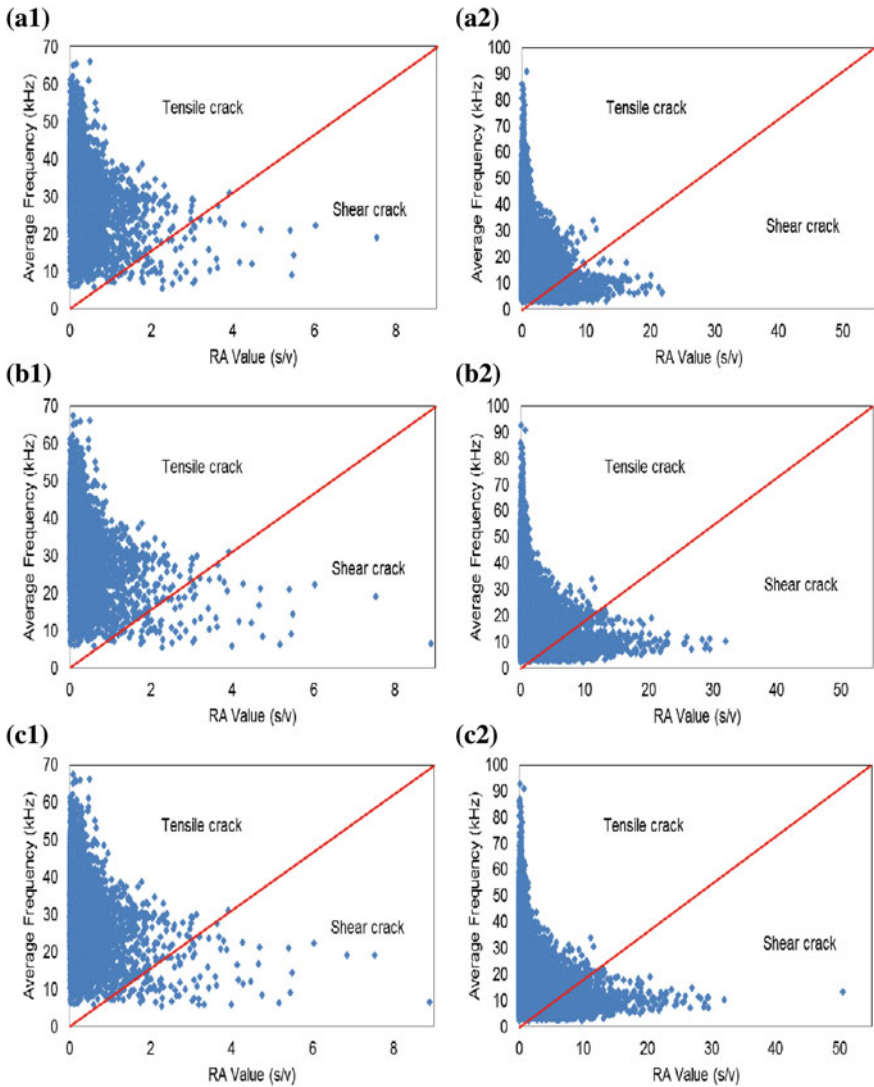 (a1)
(a2)
70
60
50
40
30
20
10
0
Average Frequency (kHz)
Tensile crack
Shear crack
0 2 4 6 8
RA Value (s/v)
100
90
80
70
60
50
40
30
20
10
0
Average Frequency (kHz)
Tensile crack
Shear crack
0 10 20 30 40 50
RA Value (s/v)
(b1)
(b2)
70
60
50
40
30
20
10
0
Average Frequency (kHz)
Tensile crack
Shear crack
0 2 4 6 8
RA Value (s/v)
100
90
80
70
60
50
40
30
20
10
0
Average Frequency (kHz)
Tensile crack
Shear crack
0 10 20 30 40 50
RA Value (s/v)
(c1)
(c2)
70
60
50
40
30
20
10
0
Average Frequency (kHz)
Tensile crack
Shear crack
0 2 4 6 8
RA Value (s/v)
100
90
80
70
60
50
40
30
20
10
0
Average Frequency (kHz)
Tensile crack
Shear crack
0 10 20 30 40 50
RA Value (s/v)